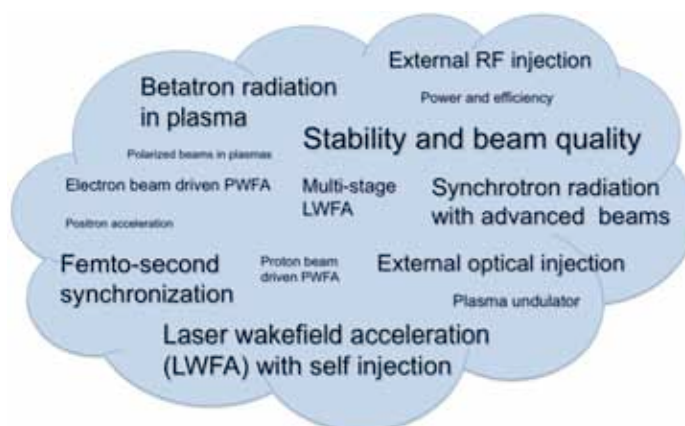 External RF injection
Betatron radiation
in plasma
Power and efficiency
Stability and beam quality
Polarized beams in plasmas
Electron beam driven PWFA
Multi-stage
LWFA
Synchrotron radiation
with advanced beams
Positron acceleration
Femto-second
synchronization
Proton beam
driven PWFA
External optical injection
Plasma undulator
Laser wakefield acceleration
(LWFA) with self injection